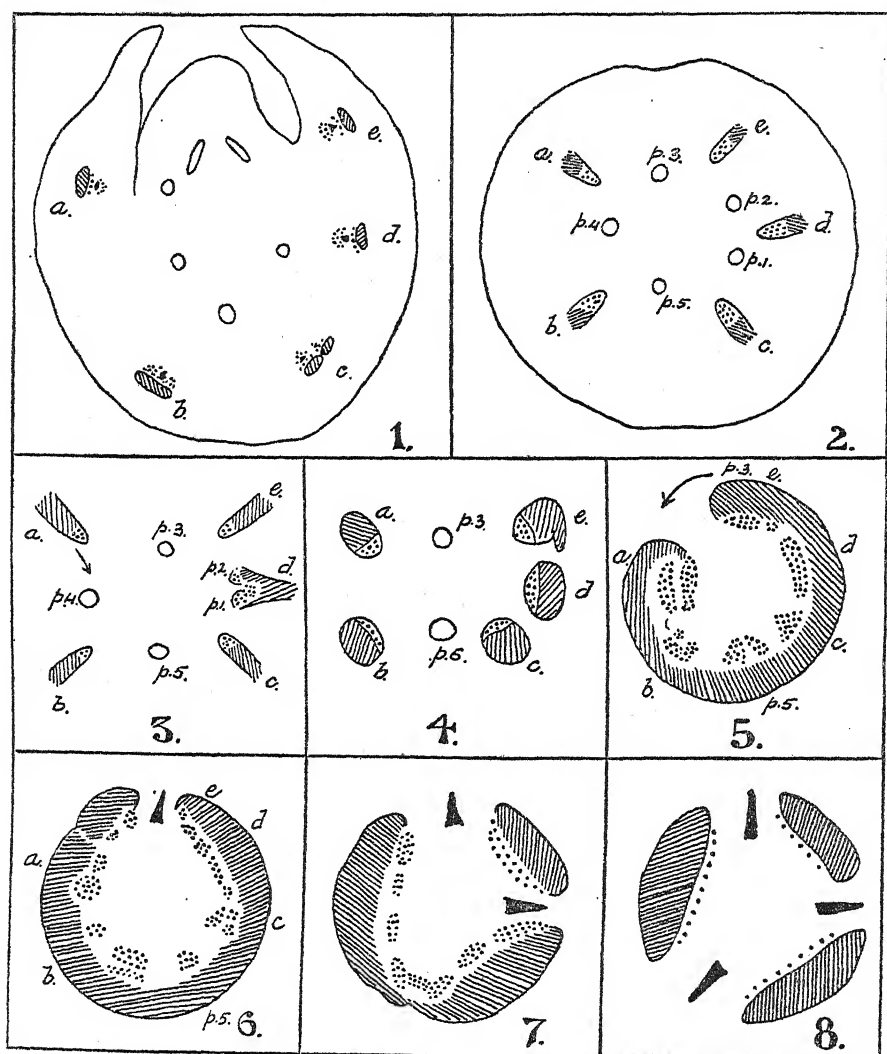 a.
b.
c.
d.
e.
1.
a.
b.
c.
d.
e.
p.1.
p.2.
p.3.
p.4
p.5.
2.
a.
b.
c.
d.
e.
p.1.
p.2.
p.3.
p.4.
p.5.
3.
a.
b.
c.
d
e.
p.3.
4.
a.
b.
c.
d
e.
p.3.
p.5.
5.
a.
b.
c
d
e
p.5.
6.
7.
8.